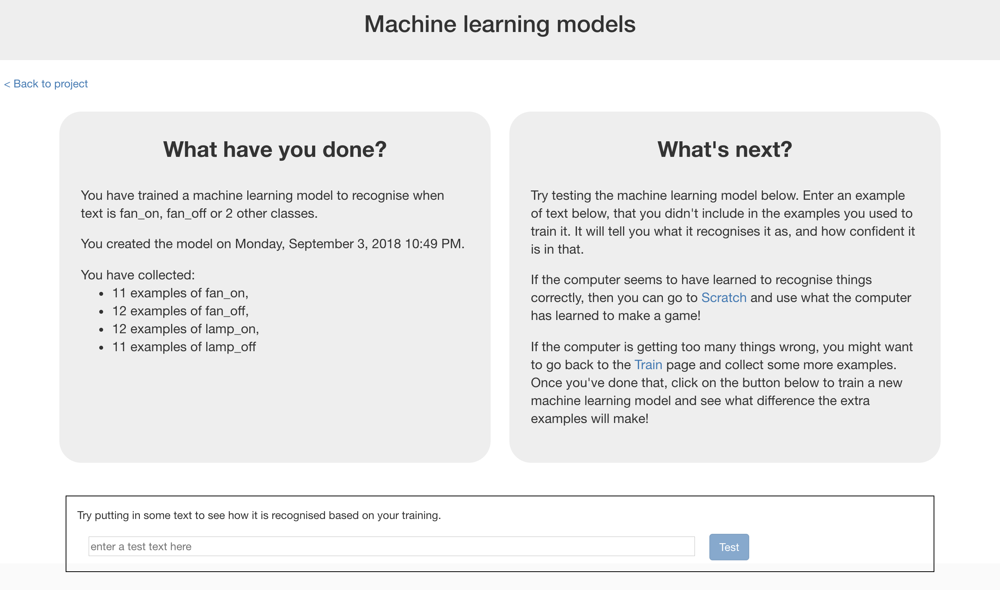 Machine learning models
< Back to project
What have you done?
You have trained a machine learning model to recognise when
text is fan_on, fan_off or 2 other classes.
You created the model on Monday, September 3, 2018 10:49 PM.
You have collected:
• 11 examples of fan_on,
• 12 examples of fan_off,
• 12 examples of lamp_on,
• 11 examples of lamp_off
What's next?
Try testing the machine learning model below. Enter an example
of text below, that you didn't include in the examples you used to
train it. It will tell you what it recognises it as, and how confident it
is in that.
If the computer seems to have learned to recognise things
correctly, then you can go to Scratch and use what the computer
has learned to make a game!
If the computer is getting too many things wrong, you might want
to go back to the Train page and collect some more examples.
Once you've done that, click on the button below to train a new
machine learning model and see what difference the extra
examples will make!
Try putting in some text to see how it is recognised based on your training.
enter a test text here
Test